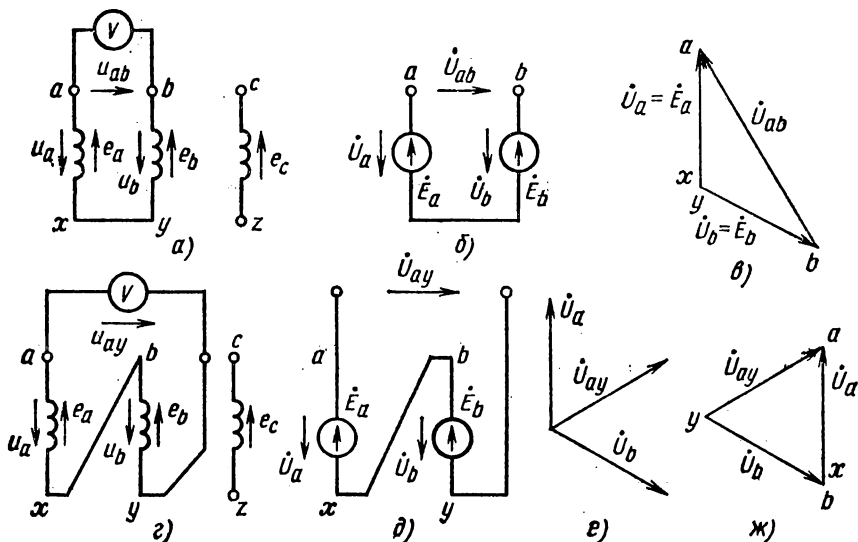 V
a
u_ab
b
u_a
e_a
u_b
e_b
x
y
а)
c
e_c
z
a
U̇_ab
b
U̇_a
Ė_a
U̇_b
Ė_b
б)
a
U̇_a = Ė_a
U̇_ab
x
y
U̇_b = Ė_b
b
в)
V
u_ay
a
b
c
u_a
e_a
u_b
e_b
e_c
x
y
z
г)
U̇_ay
a
b
Ė_a
Ė_b
U̇_a
U̇_b
x
y
д)
U̇_a
U̇_ay
U̇_b
е)
a
U̇_ay
U̇_a
y
U̇_b
x
b
ж)